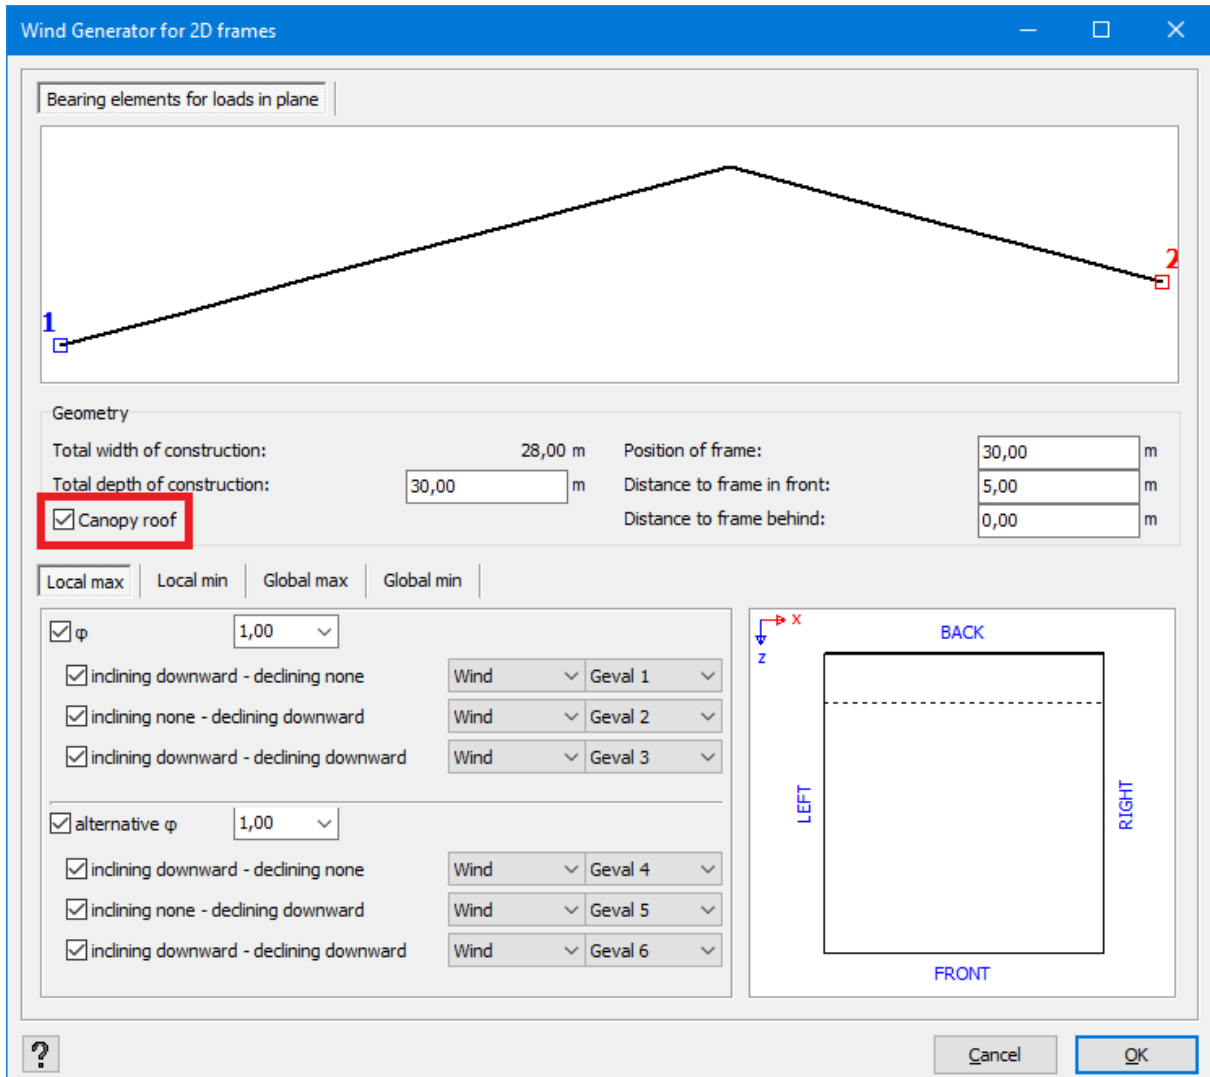 Wind Generator for 2D frames
Bearing elements for loads in plane
1
2
Geometry
Total width of construction: 28,00 m Position of frame: 30,00 m
Total depth of construction: 30,00 m Distance to frame in front: 5,00 m
Canopy roof Distance to frame behind: 0,00 m
Local max Local min Global max Global min
φ 1,00
inclining downward - declining none Wind Geval 1
inclining none - declining downward Wind Geval 2
inclining downward - declining downward Wind Geval 3
alternative φ 1,00
inclining downward - declining none Wind Geval 4
inclining none - declining downward Wind Geval 5
inclining downward - declining downward Wind Geval 6
x
z
BACK
LEFT
RIGHT
FRONT
? Cancel OK